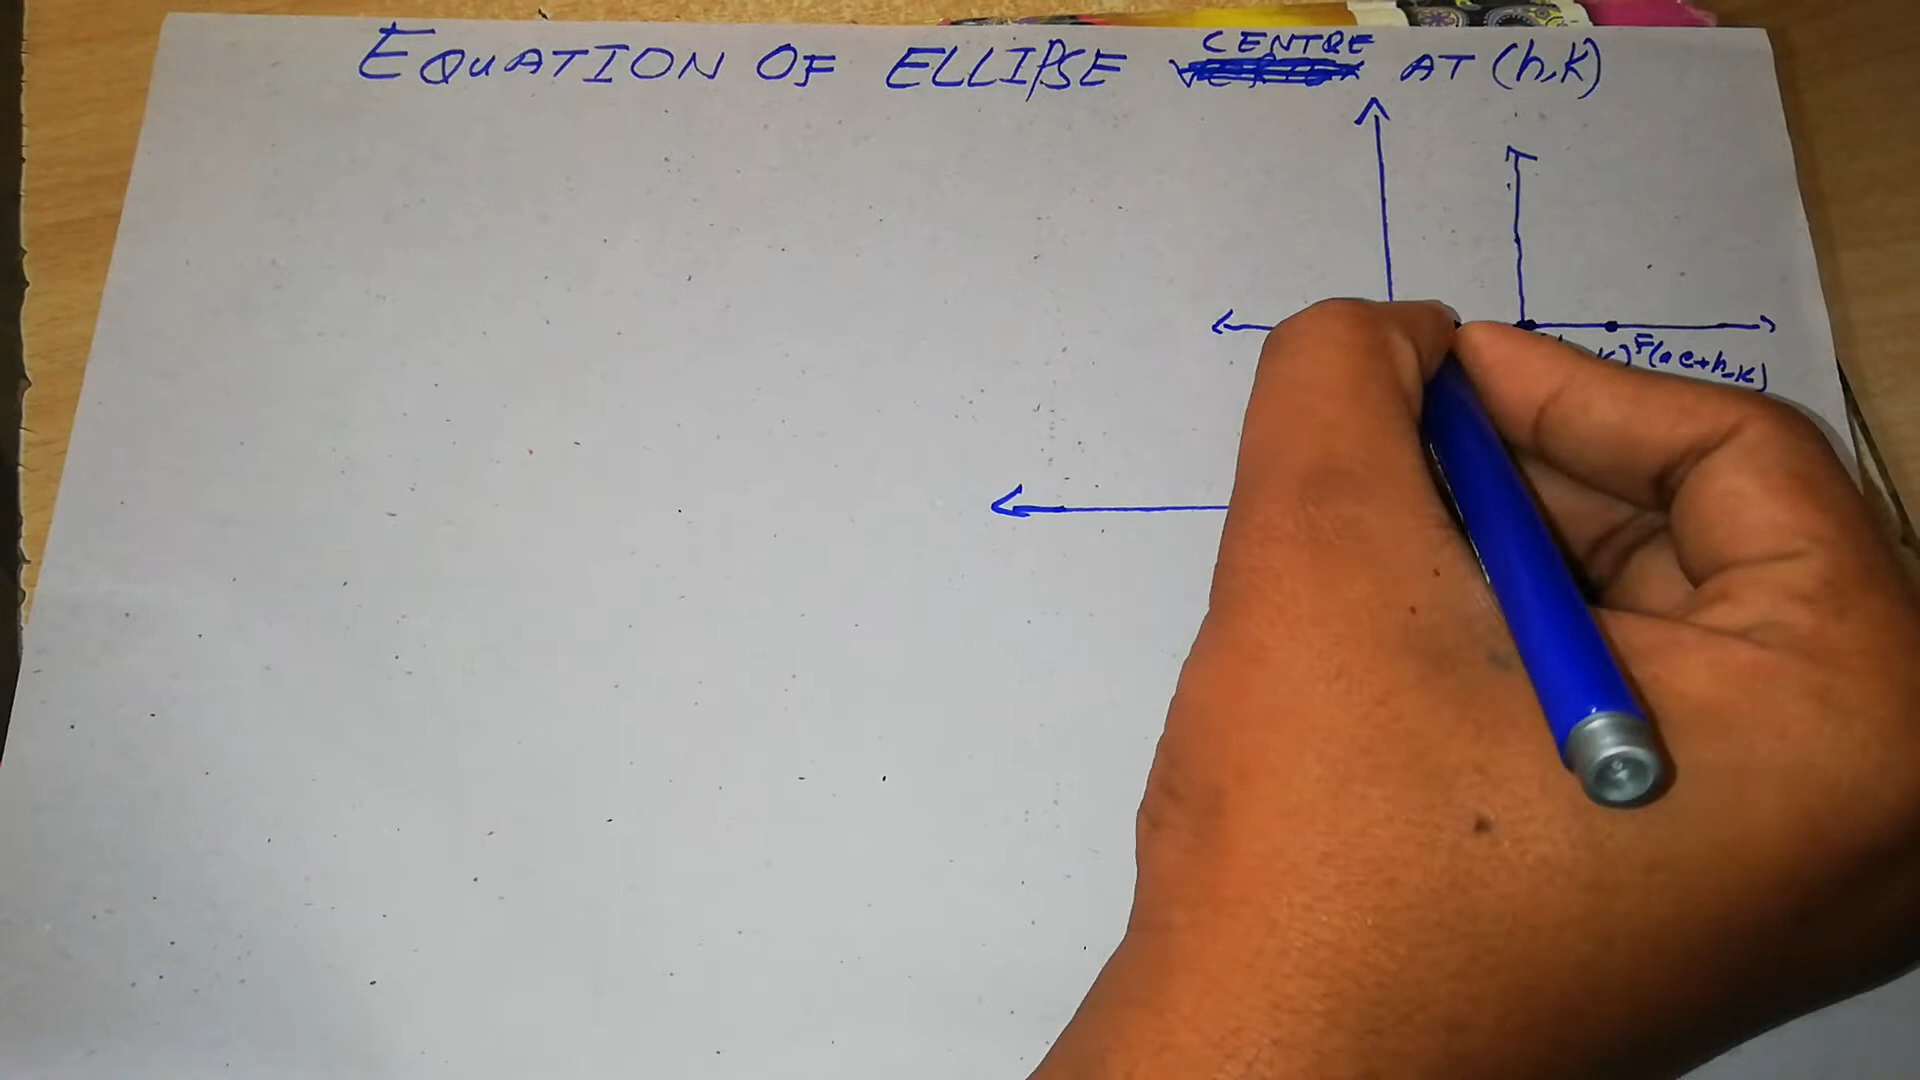 EQUATION OF ELLIPSE CENTRE AT (h,k)
F(ae+h,k)